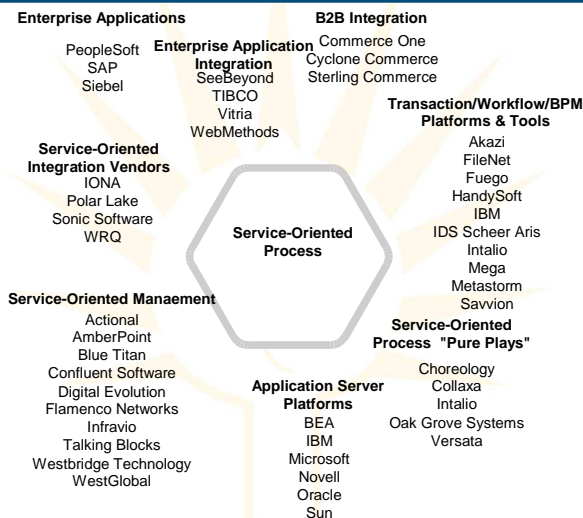 Enterprise Applications
PeopleSoft
SAP
Siebel
Enterprise Application
Integration
SeeBeyond
TIBCO
Vitria
WebMethods
B2B Integration
Commerce One
Cyclone Commerce
Sterling Commerce
Transaction/Workflow/BPM
Platforms & Tools
Akazi
FileNet
Fuego
HandySoft
IBM
IDS Scheer Aris
Intalio
Mega
Metastorm
Savvion
Service-Oriented
Integration Vendors
IONA
Polar Lake
Sonic Software
WRQ
Service-Oriented
Process
Service-Oriented Manaement
Actional
AmberPoint
Blue Titan
Confluent Software
Digital Evolution
Flamenco Networks
Infravio
Talking Blocks
Westbridge Technology
WestGlobal
Application Server
Platforms
BEA
IBM
Microsoft
Novell
Oracle
Sun
Service-Oriented
Process "Pure Plays"
Choreology
Collaxa
Intalio
Oak Grove Systems
Versata